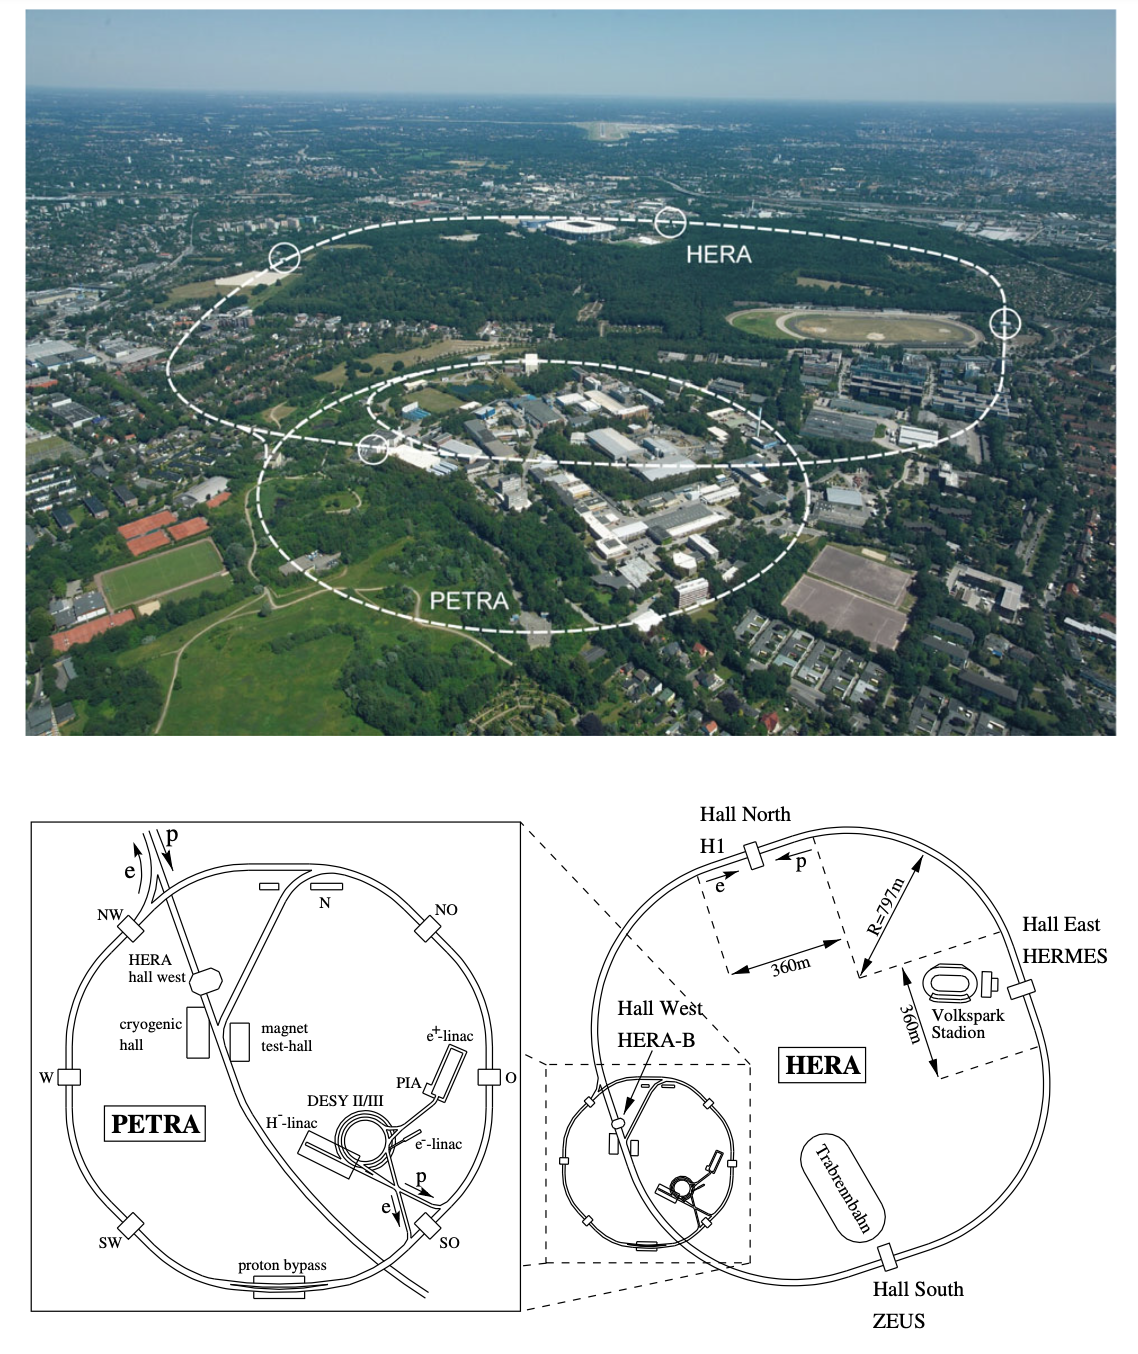 HERA
PETRA
Hall North
H1
p
e
R=797m
360m
Hall East
HERMES
360m
Volkspark
Stadion
Hall West
HERA-B
HERA
Trabrennbahn
Hall South
ZEUS
p
e
NW
N
NO
HERA
hall west
cryogenic
hall
magnet
test-hall
e+-linac
W
O
PIA
PETRA
DESY II/III
H--linac
e--linac
p
e
SW
SO
proton bypass